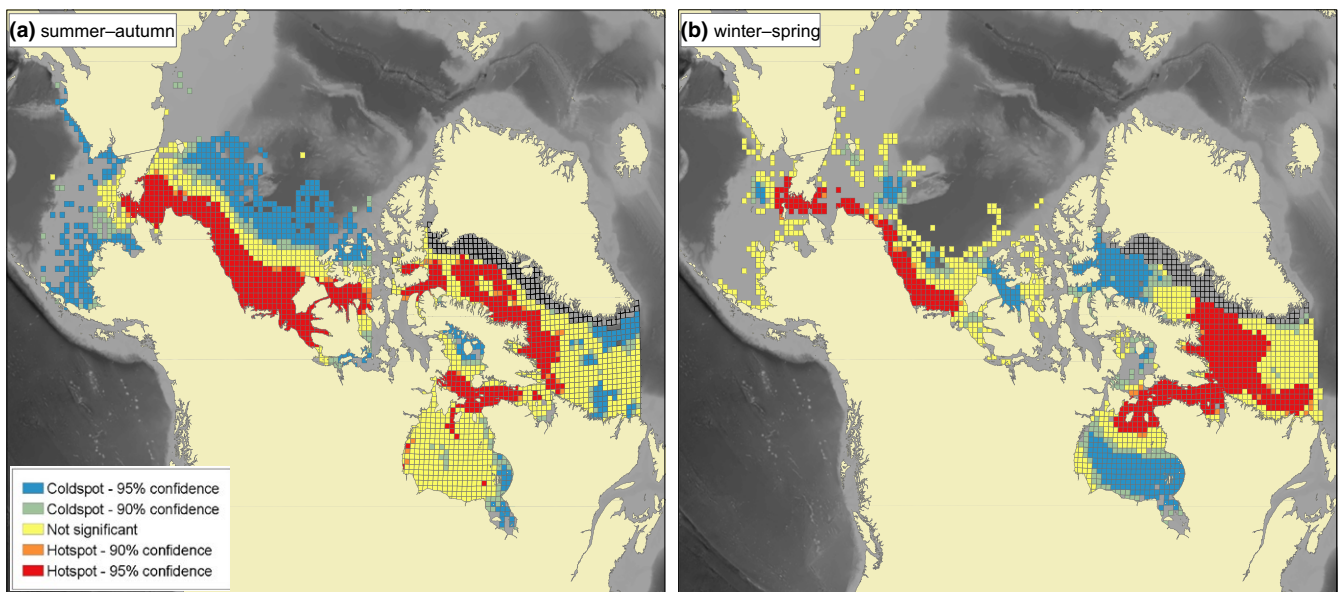 (a) summer–autumn
(b) winter–spring
Coldspot - 95% confidence
Coldspot - 90% confidence
Not significant
Hotspot - 90% confidence
Hotspot - 95% confidence